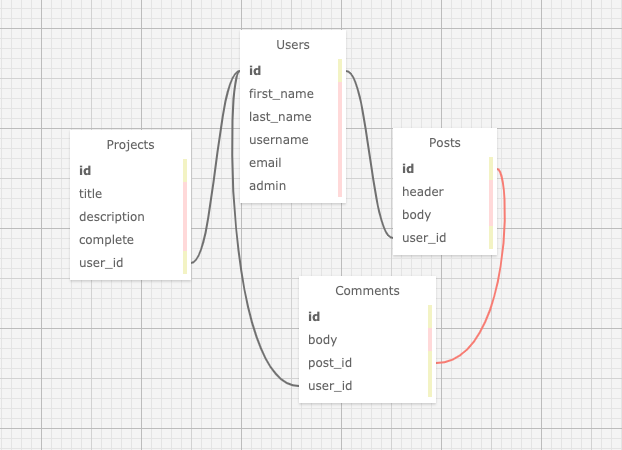 Users
id
first_name
last_name
username
email
admin
Projects
id
title
description
complete
user_id
Posts
id
header
body
user_id
Comments
id
body
post_id
user_id